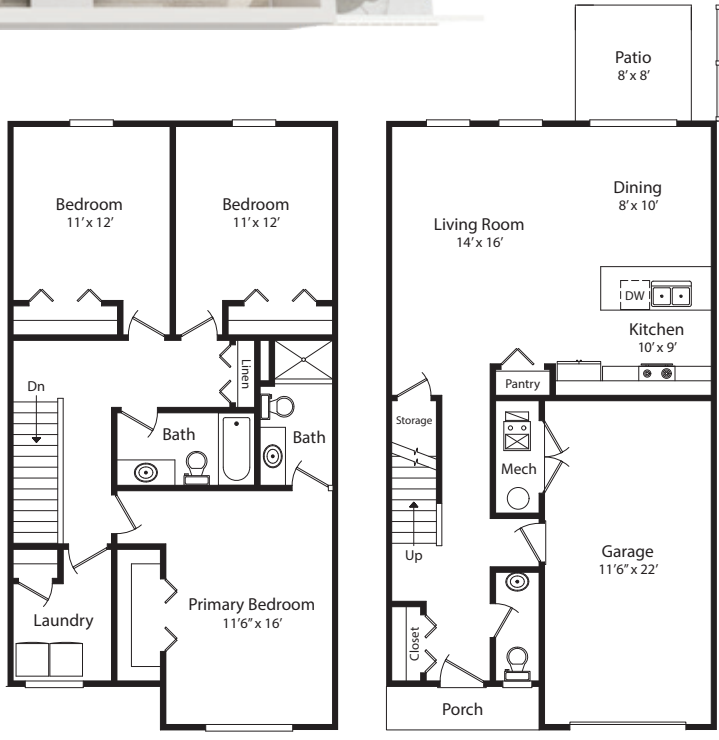 Bedroom
11' x 12'
Bedroom
11' x 12'
Dn
Linen
Bath
Bath
Laundry
Primary Bedroom
11'6” x 16'
Patio
8' x 8'
Dining
8' x 10'
Living Room
14' x 16'
DW
Kitchen
10' x 9'
Pantry
Storage
Mech
Up
Garage
11'6” x 22'
Closet
Porch